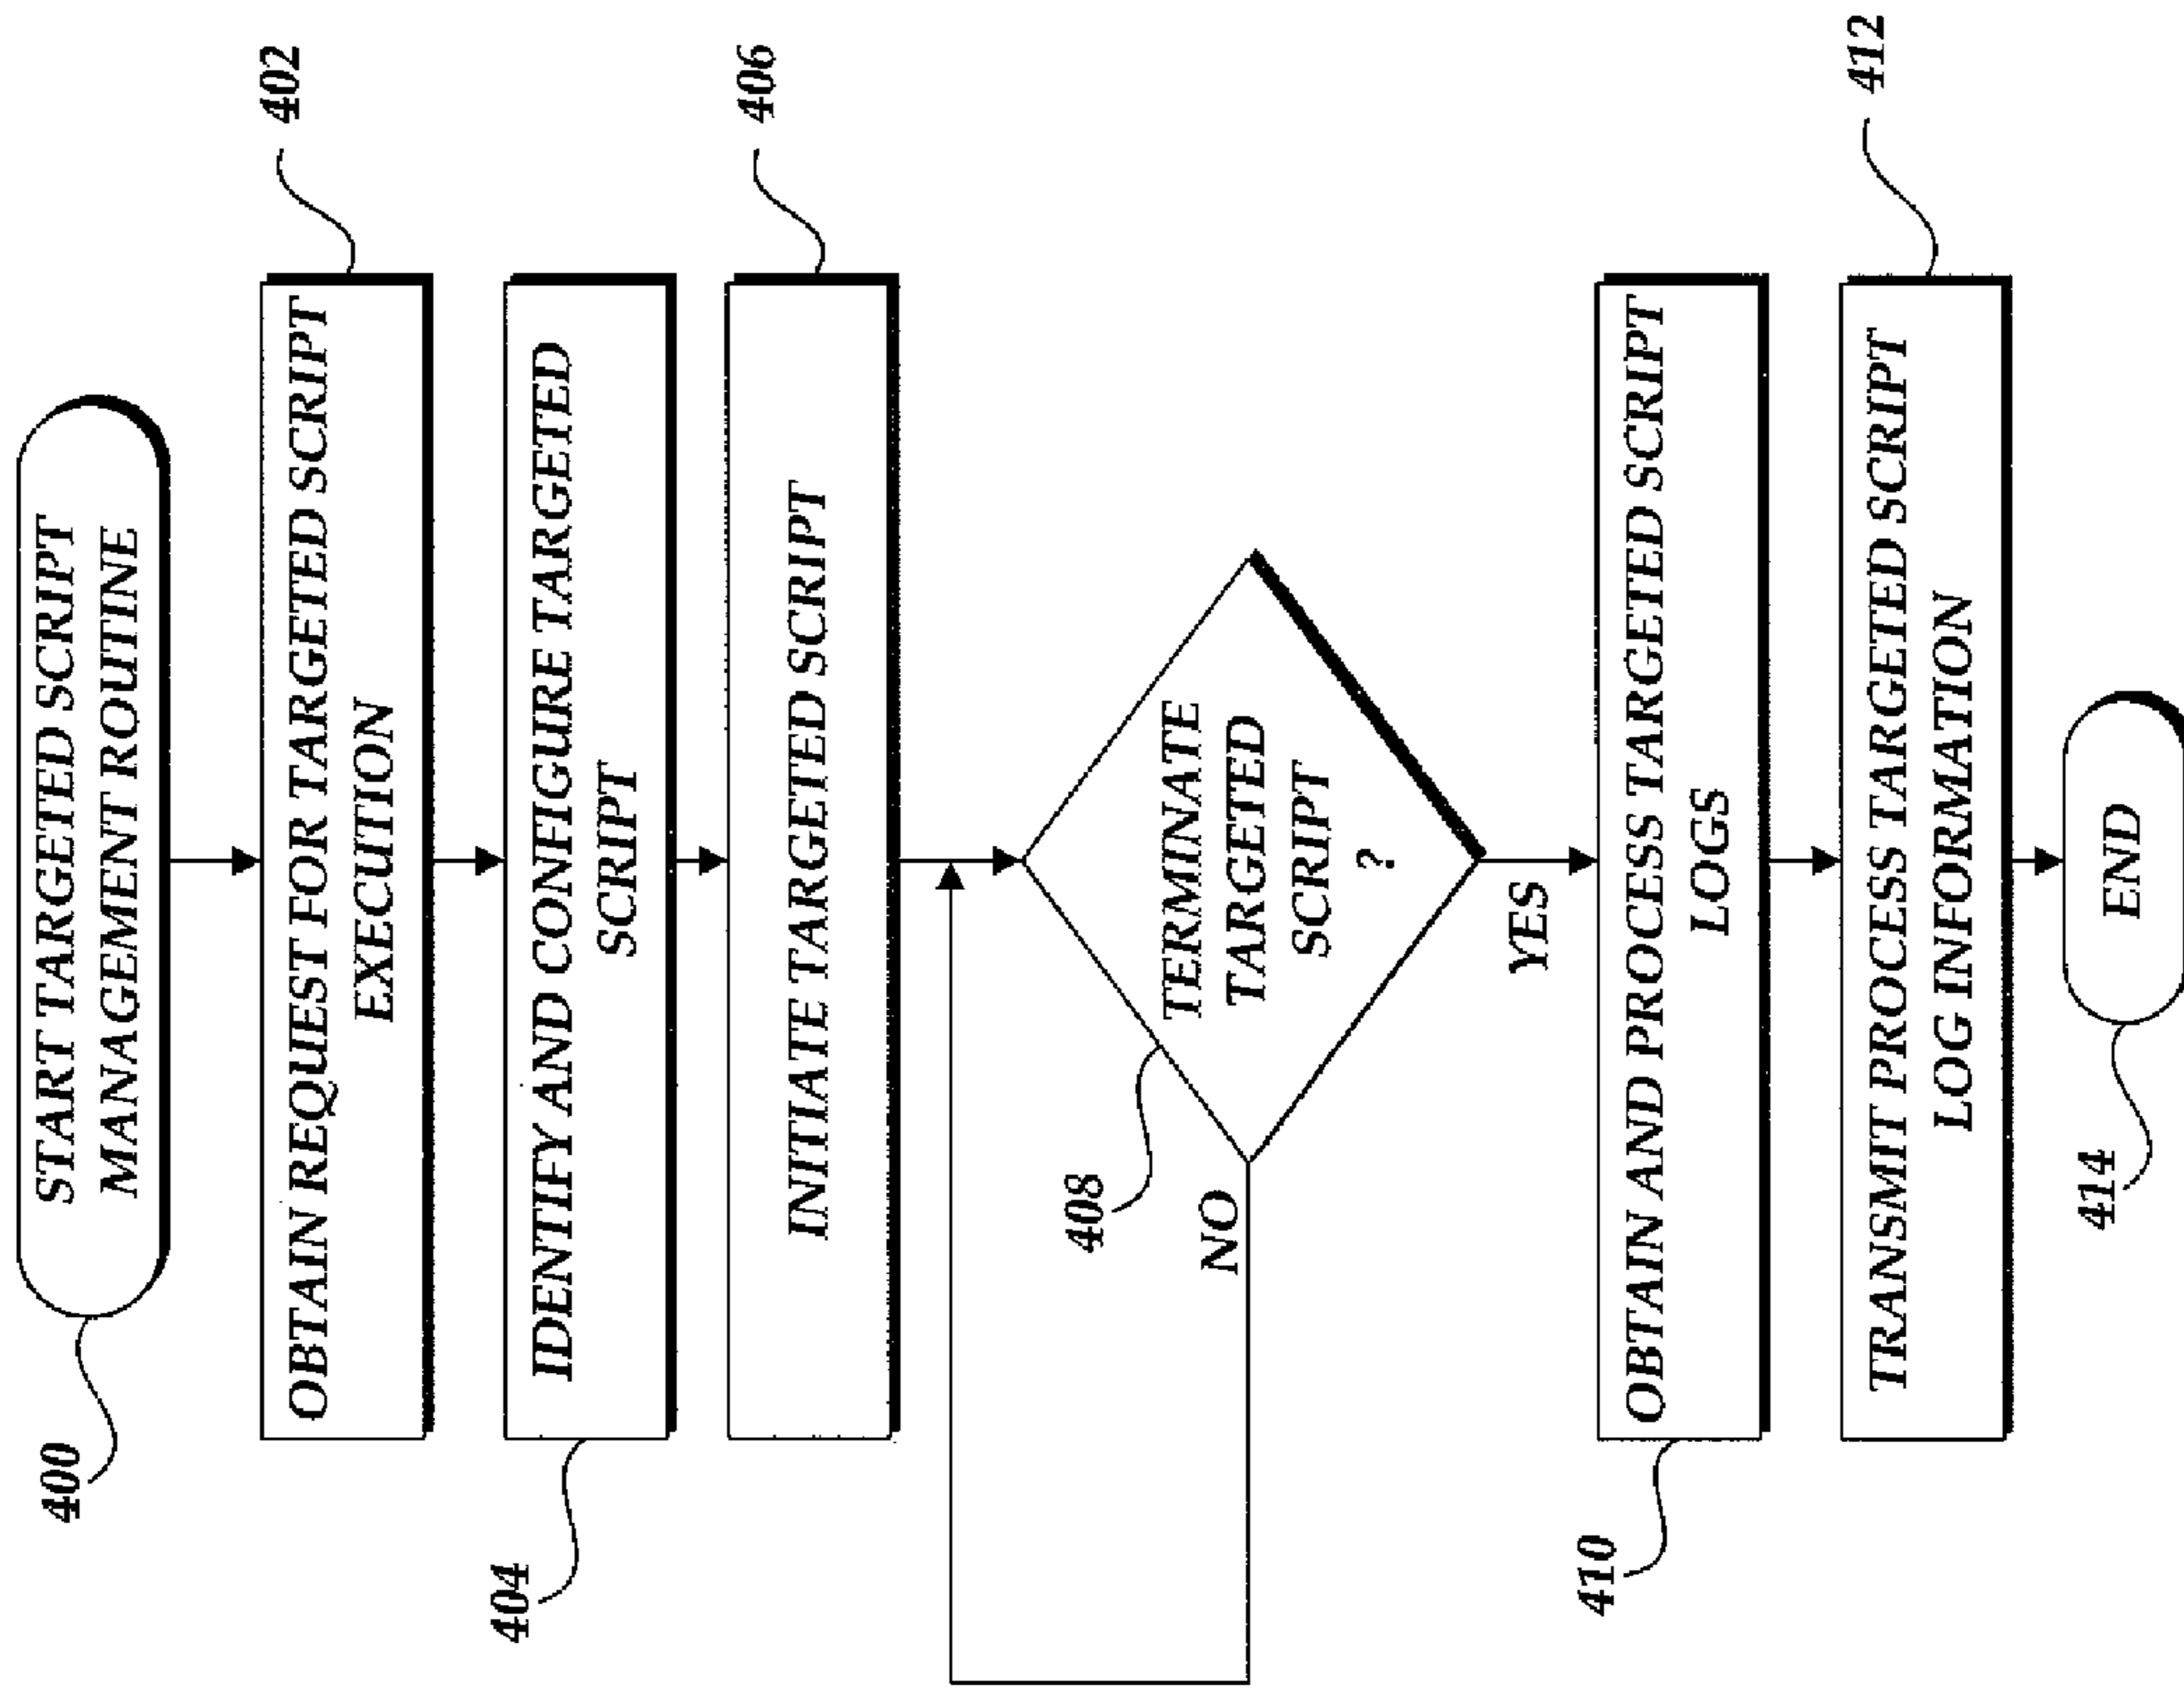 400
START TARGETED SCRIPT
MANAGEMENT ROUTINE
402
OBTAIN REQUEST FOR TARGETED SCRIPT
EXECUTION
404
IDENTIFY AND CONFIGURE TARGETED
SCRIPT
406
INITIATE TARGETED SCRIPT
408
TERMINATE
TARGETED
SCRIPT
?
NO
YES
410
OBTAIN AND PROCESS TARGETED SCRIPT
LOGS
412
TRANSMIT PROCESS TARGETED SCRIPT
LOG INFORMATION
414
END